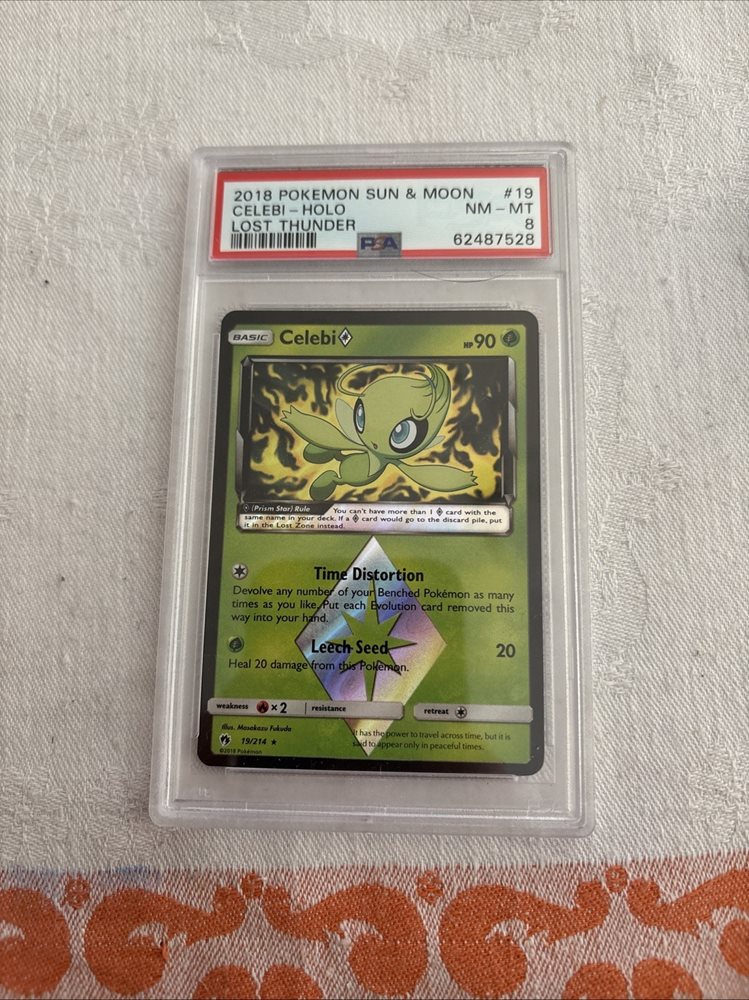 2018 POKEMON SUN & MOON #19
CELEBI - HOLO NM - MT
LOST THUNDER 8
PSA 62487528
BASIC Celebi HP 90
(Prism Star) Rule You can't have more than 1 card with the
same name in your deck. If a card would go to the discard pile, put
it in the Lost Zone instead.
Time Distortion
Devolve any number of your Benched Pokémon as many
times as you like. Put each Evolution card removed this
way into your hand.
Leech Seed 20
Heal 20 damage from this Pokémon.
weakness ×2 resistance retreat
Illus. Masakazu Fukuda
19/214
©2018 Pokémon
It has the power to travel across time, but it is
said to appear only in peaceful times.